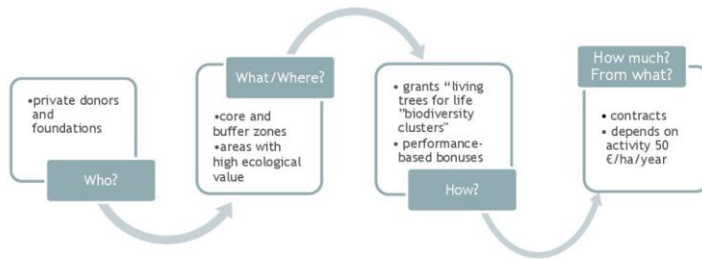 •private donors
and
foundations
Who?
What/Where?
•core and
buffer zones
•areas with
high ecological
value
• grants “living
trees for life
”biodiversity
clusters"
• performance-
based bonuses
How?
How much?
From what?
• contracts
• depends on
activity 50
€/ha/year